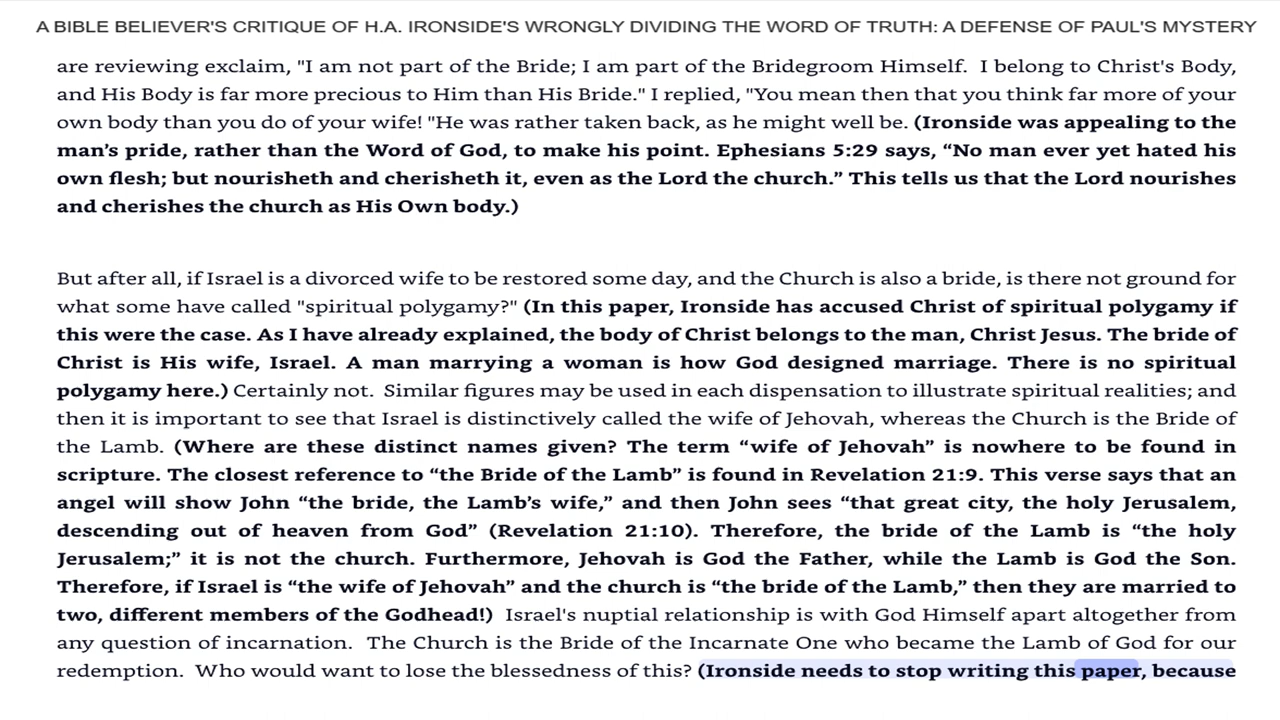 A BIBLE BELIEVER'S CRITIQUE OF H.A. IRONSIDE'S WRONGLY DIVIDING THE WORD OF TRUTH: A DEFENSE OF PAUL'S MYSTERY
are reviewing exclaim, "I am not part of the Bride; I am part of the Bridegroom Himself.  I belong to Christ's Body,
and His Body is far more precious to Him than His Bride." I replied, "You mean then that you think far more of your
own body than you do of your wife! "He was rather taken back, as he might well be. (Ironside was appealing to the
man’s pride, rather than the Word of God, to make his point. Ephesians 5:29 says, “No man ever yet hated his
own flesh; but nourisheth and cherisheth it, even as the Lord the church.” This tells us that the Lord nourishes
and cherishes the church as His Own body.)
But after all, if Israel is a divorced wife to be restored some day, and the Church is also a bride, is there not ground for
what some have called "spiritual polygamy?" (In this paper, Ironside has accused Christ of spiritual polygamy if
this were the case. As I have already explained, the body of Christ belongs to the man, Christ Jesus. The bride of
Christ is His wife, Israel. A man marrying a woman is how God designed marriage. There is no spiritual
polygamy here.) Certainly not.  Similar figures may be used in each dispensation to illustrate spiritual realities; and
then it is important to see that Israel is distinctively called the wife of Jehovah, whereas the Church is the Bride of
the Lamb. (Where are these distinct names given? The term “wife of Jehovah” is nowhere to be found in
scripture. The closest reference to “the Bride of the Lamb” is found in Revelation 21:9. This verse says that an
angel will show John “the bride, the Lamb’s wife,” and then John sees “that great city, the holy Jerusalem,
descending out of heaven from God” (Revelation 21:10). Therefore, the bride of the Lamb is “the holy
Jerusalem;” it is not the church. Furthermore, Jehovah is God the Father, while the Lamb is God the Son.
Therefore, if Israel is “the wife of Jehovah” and the church is “the bride of the Lamb,” then they are married to
two, different members of the Godhead!)  Israel's nuptial relationship is with God Himself apart altogether from
any question of incarnation.  The Church is the Bride of the Incarnate One who became the Lamb of God for our
redemption.  Who would want to lose the blessedness of this? (Ironside needs to stop writing this paper, because